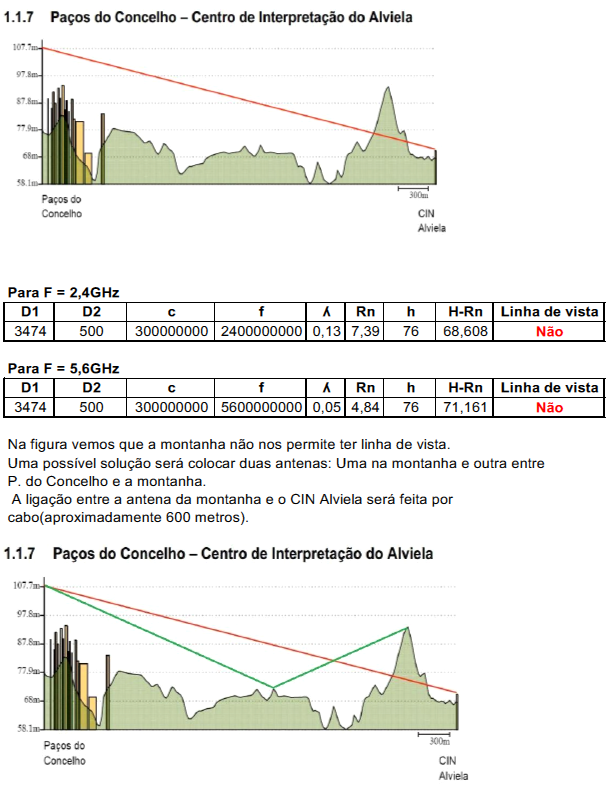 1.1.7 Paços do Concelho – Centro de Interpretação do Alviela
107.7m
97.8m
87.8m
77.9m
68m
58.1m
300m
Paços do
Concelho
CIN
Alviela
Para F = 2,4GHz
D1 D2 c f ʎ Rn h H-Rn Linha de vista
3474 500 300000000 2400000000 0,13 7,39 76 68,608 Não
Para F = 5,6GHz
D1 D2 c f ʎ Rn h H-Rn Linha de vista
3474 500 300000000 5600000000 0,05 4,84 76 71,161 Não
Na figura vemos que a montanha não nos permite ter linha de vista.
Uma possível solução será colocar duas antenas: Uma na montanha e outra entre
P. do Concelho e a montanha.
A ligação entre a antena da montanha e o CIN Alviela será feita por
cabo(aproximadamente 600 metros).
1.1.7 Paços do Concelho – Centro de Interpretação do Alviela
107.7m
97.8m
87.8m
77.9m
68m
58.1m
300m
Paços do
Concelho
CIN
Alviela